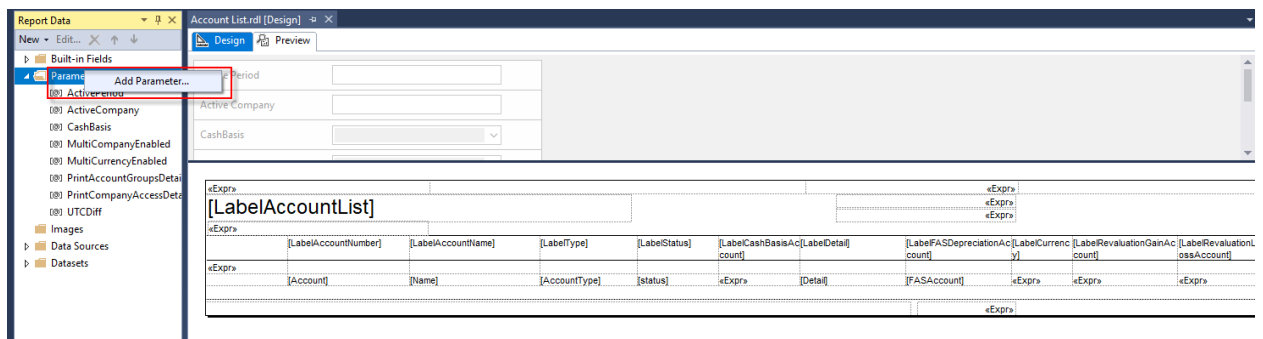 Report Data
Account List.rdl [Design]
New Edit...
Design Preview
Built-in Fields
Parame
Add Parameter...
e Period
ActivePeriod
ActiveCompany
Active Company
CashBasis
CashBasis
MultiCompanyEnabled
MultiCurrencyEnabled
PrintAccountGroupsDetai
PrintCompanyAccessDeta
UTCDiff
Images
Data Sources
Datasets
«Expr» «Expr»
[LabelAccountList] «Expr»
«Expr»
«Expr»
[LabelAccountNumber] [LabelAccountName] [LabelType] [LabelStatus] [LabelCashBasisAc [LabelDetail] [LabelFASDepreciationAc [LabelCurrenc [LabelRevaluationGainAc [LabelRevaluationL
count] count] y] count] ossAccount]
«Expr»
[Account] [Name] [AccountType] [status] «Expr» [Detail] [FASAccount] «Expr» «Expr» «Expr»
«Expr»